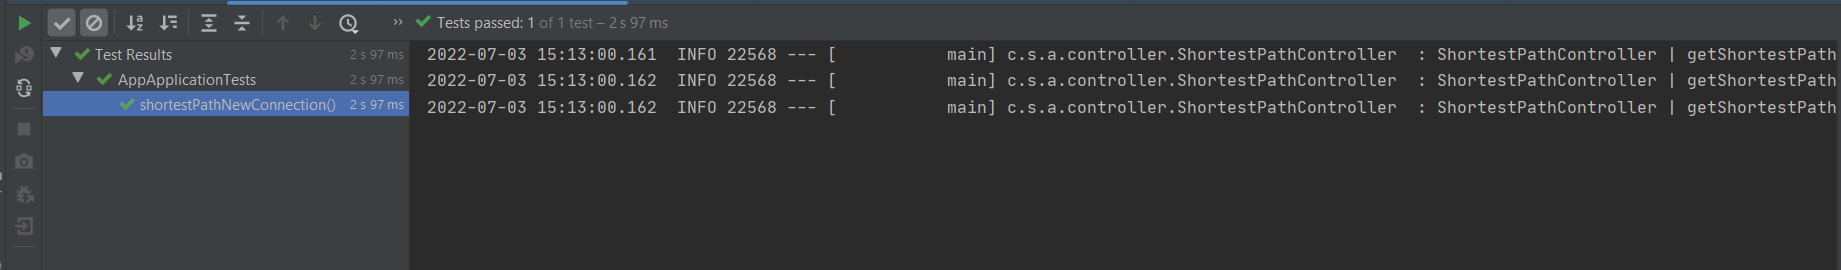 Tests passed: 1 of 1 test – 2 s 97 ms
Test Results 2 s 97 ms
AppApplicationTests 2 s 97 ms
shortestPathNewConnection() 2 s 97 ms
2022-07-03 15:13:00.161 INFO 22568 --- [ main] c.s.a.controller.ShortestPathController : ShortestPathController | getShortestPath
2022-07-03 15:13:00.162 INFO 22568 --- [ main] c.s.a.controller.ShortestPathController : ShortestPathController | getShortestPath
2022-07-03 15:13:00.162 INFO 22568 --- [ main] c.s.a.controller.ShortestPathController : ShortestPathController | getShortestPath